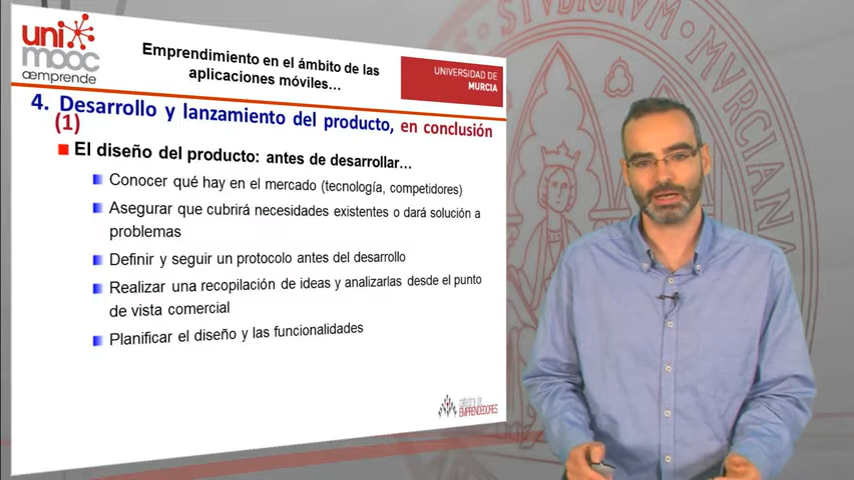 uni
mooc
aemprende
Emprendimiento en el ámbito de las
aplicaciones móviles…
UNIVERSIDAD DE
MURCIA
4. Desarrollo y lanzamiento del producto, en conclusión
(1)
El diseño del producto: antes de desarrollar…
Conocer qué hay en el mercado (tecnología, competidores)
Asegurar que cubrirá necesidades existentes o dará solución a
problemas
Definir y seguir un protocolo antes del desarrollo
Realizar una recopilación de ideas y analizarlas desde el punto
de vista comercial
Planificar el diseño y las funcionalidades
cátedra de
EMPRENDEDORES
MVRCIANA